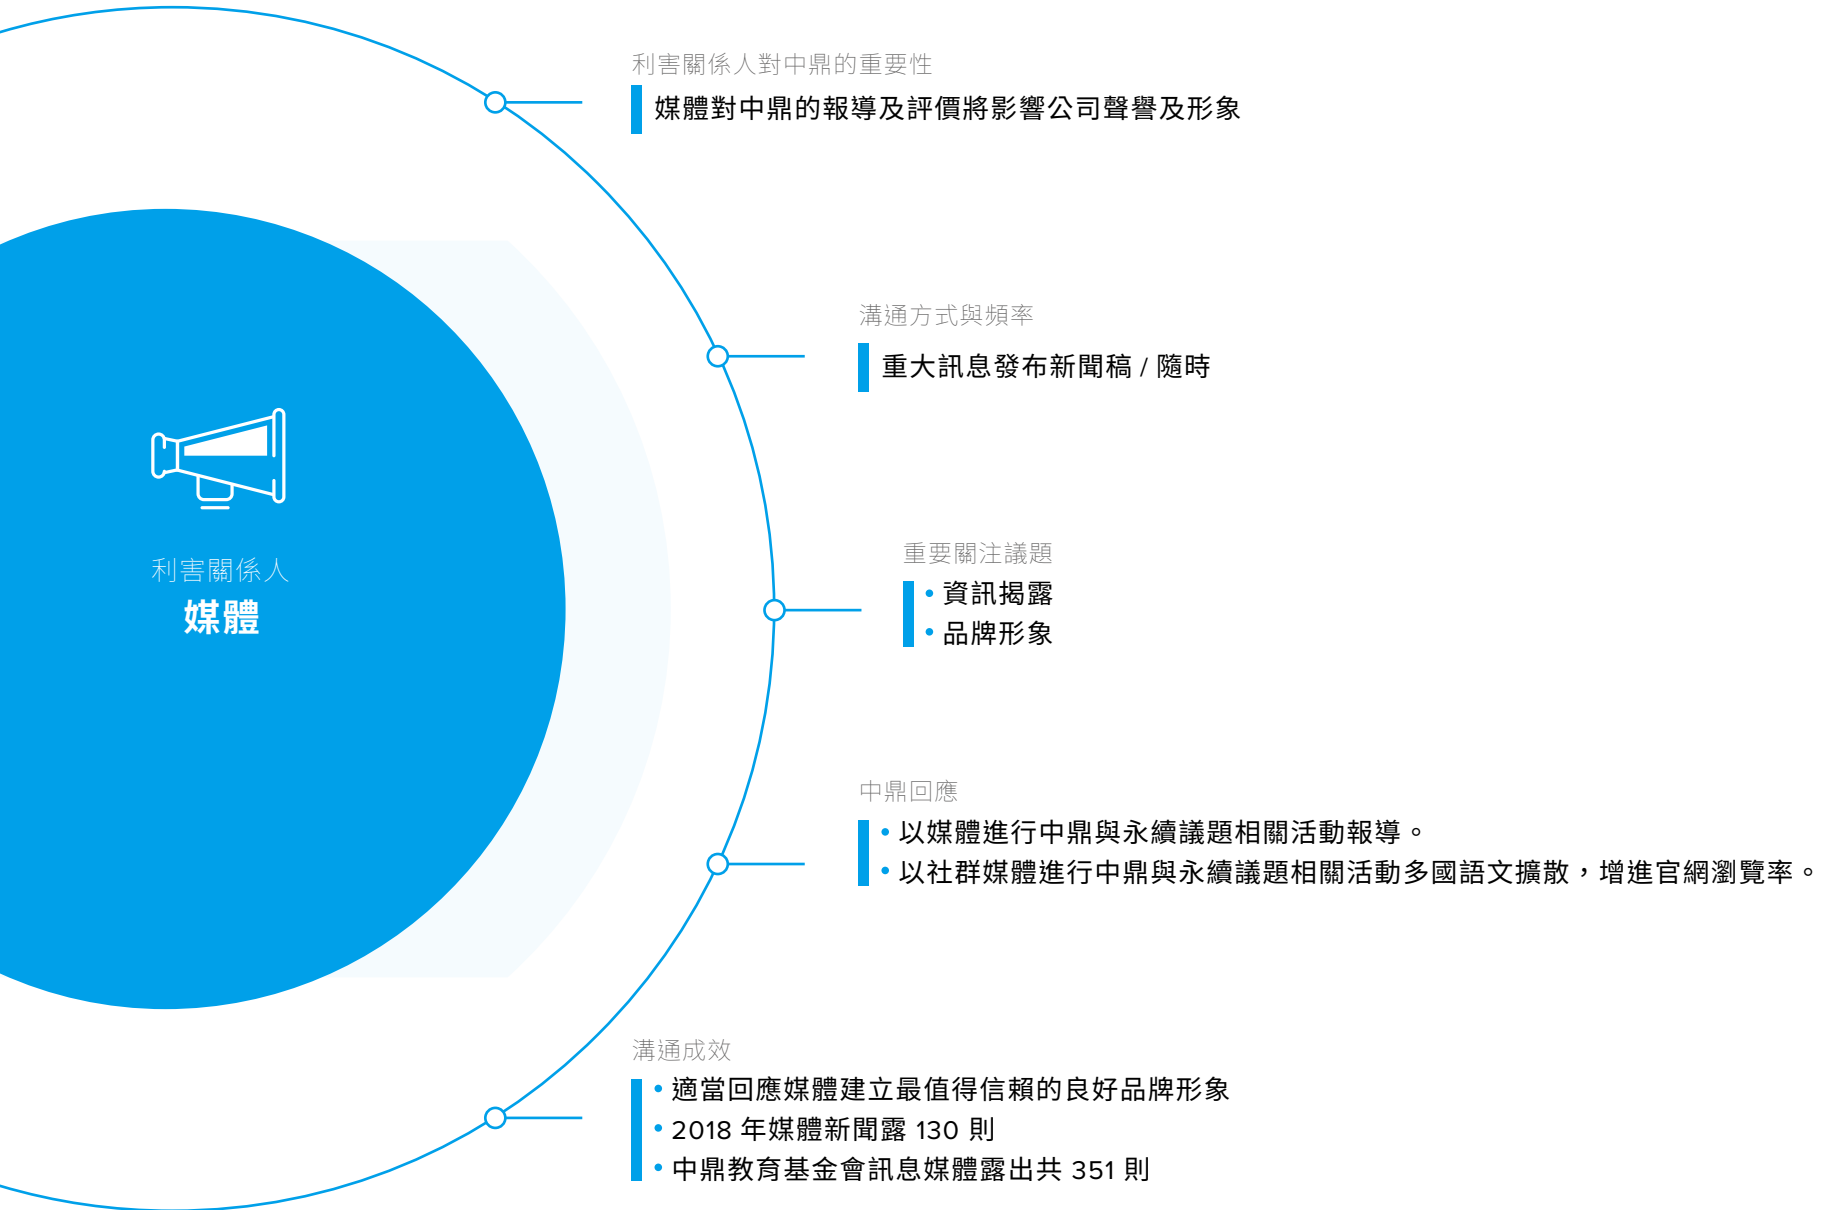 利害關係人對中鼎的重要性
媒體對中鼎的報導及評價將影響公司聲譽及形象
溝通方式與頻率
重大訊息發布新聞稿 / 隨時
利害關係人
媒體
重要關注議題
• 資訊揭露
• 品牌形象
中鼎回應
• 以媒體進行中鼎與永續議題相關活動報導。
• 以社群媒體進行中鼎與永續議題相關活動多國語文擴散，增進官網瀏覽率。
溝通成效
• 適當回應媒體建立最值得信賴的良好品牌形象
• 2018 年媒體新聞露 130 則
• 中鼎教育基金會訊息媒體露出共 351 則